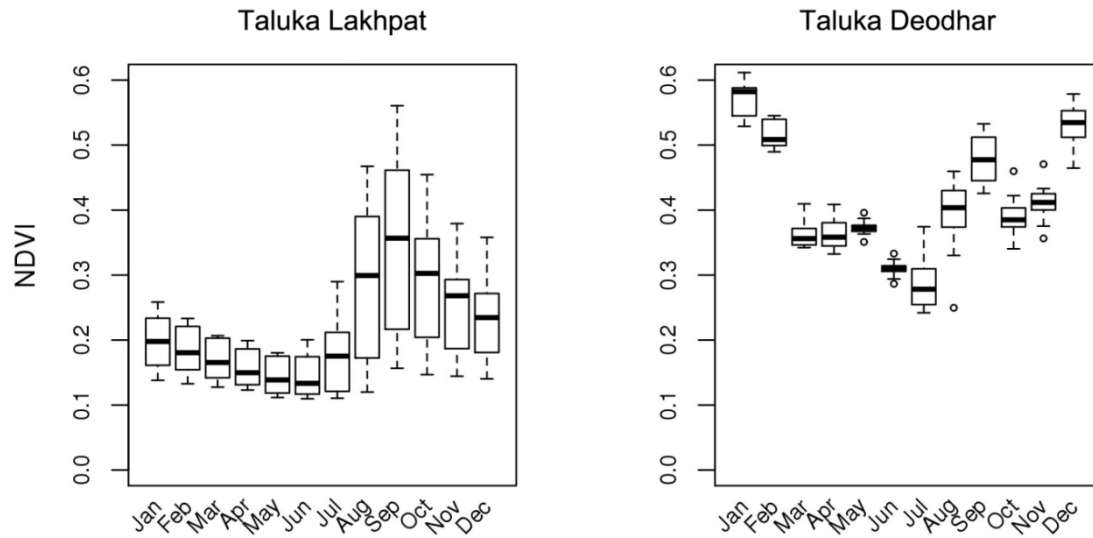 Taluka Lakhpat
NDVI
0.6
0.5
0.4
0.3
0.2
0.1
0.0
Jan Feb Mar Apr May Jun Jul Aug Sep Oct Nov Dec
Taluka Deodhar
0.6
0.5
0.4
0.3
0.2
0.1
0.0
Jan Feb Mar Apr May Jun Jul Aug Sep Oct Nov Dec